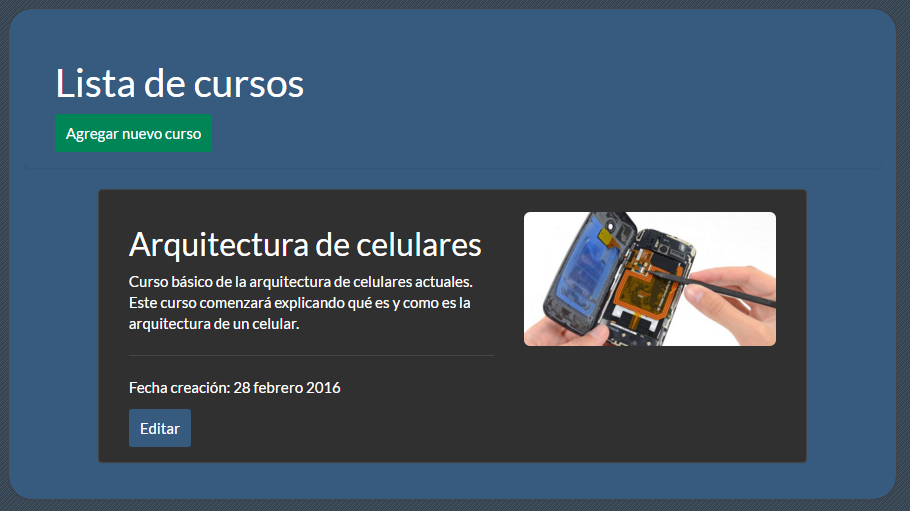 Lista de cursos
Agregar nuevo curso
Arquitectura de celulares
Curso básico de la arquitectura de celulares actuales.
Este curso comenzará explicando qué es y como es la
arquitectura de un celular.
Fecha creación: 28 febrero 2016
Editar